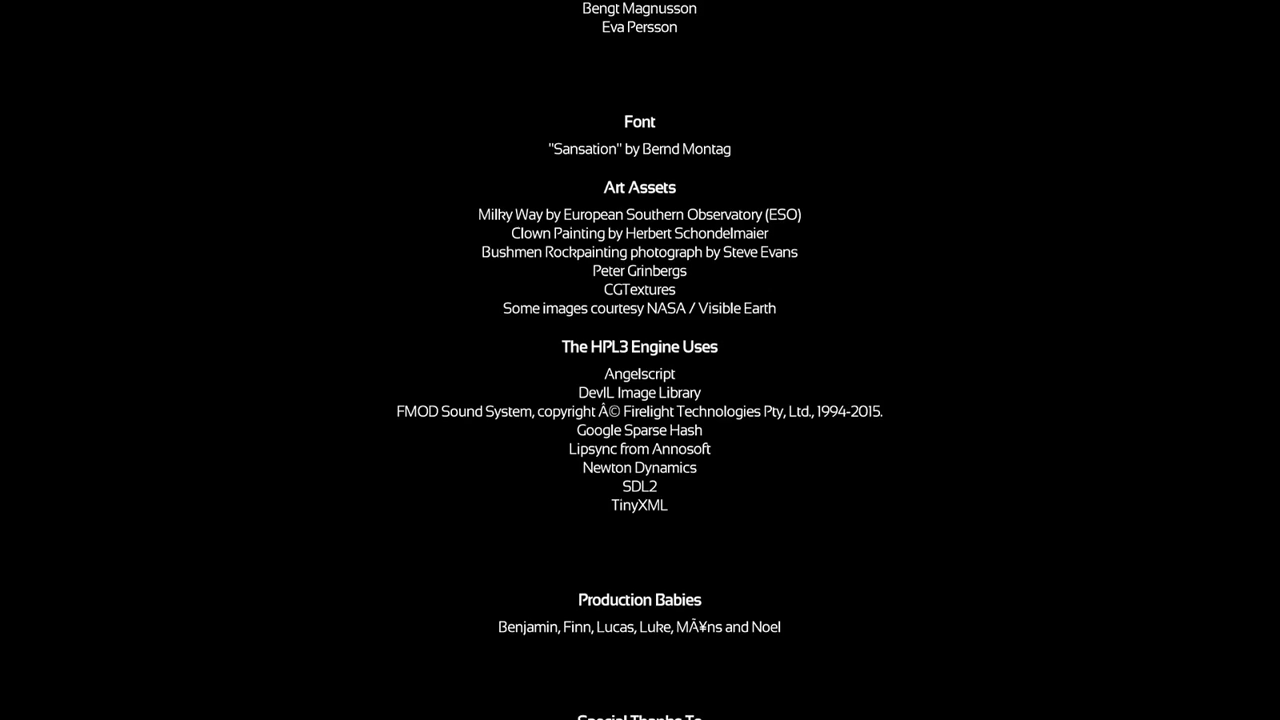 Bengt Magnusson
Eva Persson
Font
"Sansation" by Bernd Montag
Art Assets
Milky Way by European Southern Observatory (ESO)
Clown Painting by Herbert Schondelmaier
Bushmen Rockpainting photograph by Steve Evans
Peter Grinbergs
CGTextures
Some images courtesy NASA / Visible Earth
The HPL3 Engine Uses
Angelscript
DevIL Image Library
FMOD Sound System, copyright Â© Firelight Technologies Pty, Ltd., 1994-2015.
Google Sparse Hash
Lipsync from Annosoft
Newton Dynamics
SDL2
TinyXML
Production Babies
Benjamin, Finn, Lucas, Luke, MÃ¥ns and Noel
Special Thanks To